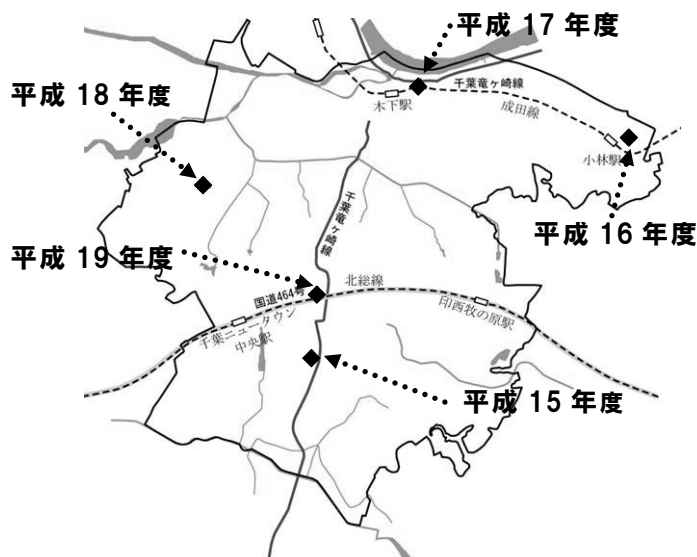 平成 17 年度
千葉竜ヶ崎線
平成 18 年度
木下駅
成田線
小林駅
千葉竜ヶ崎線
平成 16 年度
平成 19 年度
北総線
国道464号
印西牧の原駅
千葉ニュータウン
中央駅
平成 15 年度